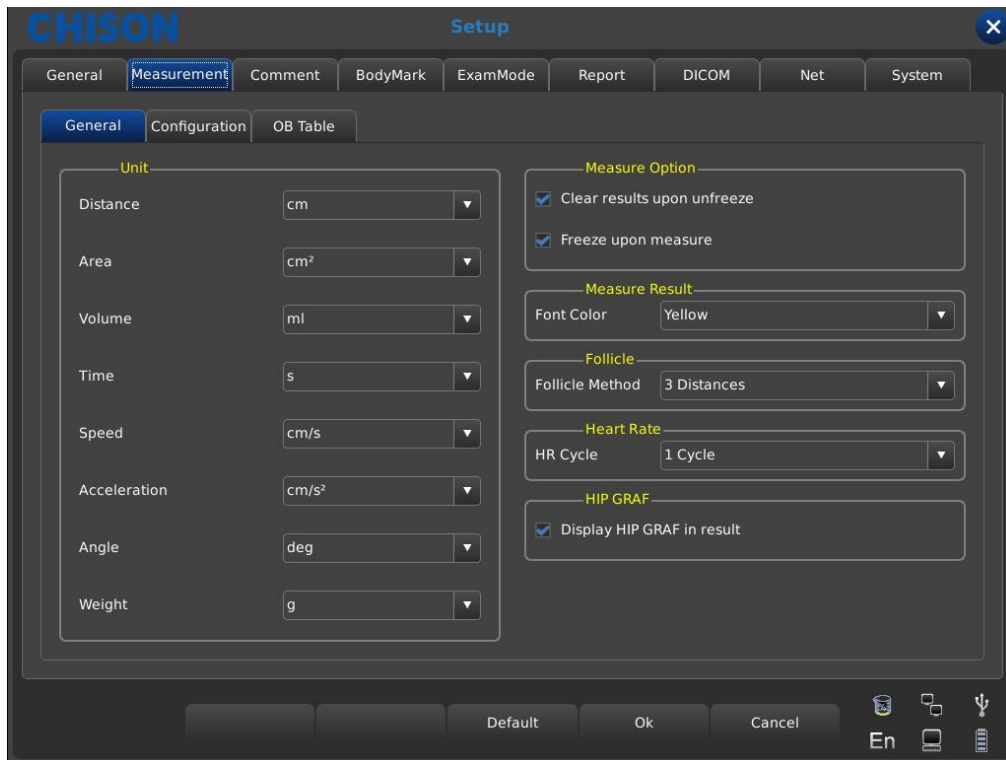 CHISON
Setup
General Measurement Comment BodyMark ExamMode Report DICOM Net System
General Configuration OB Table
Unit
Distance cm
Area cm²
Volume ml
Time s
Speed cm/s
Acceleration cm/s²
Angle deg
Weight g
Measure Option
Clear results upon unfreeze
Freeze upon measure
Measure Result
Font Color Yellow
Follicle
Follicle Method 3 Distances
Heart Rate
HR Cycle 1 Cycle
HIP GRAF
Display HIP GRAF in result
Default Ok Cancel
En